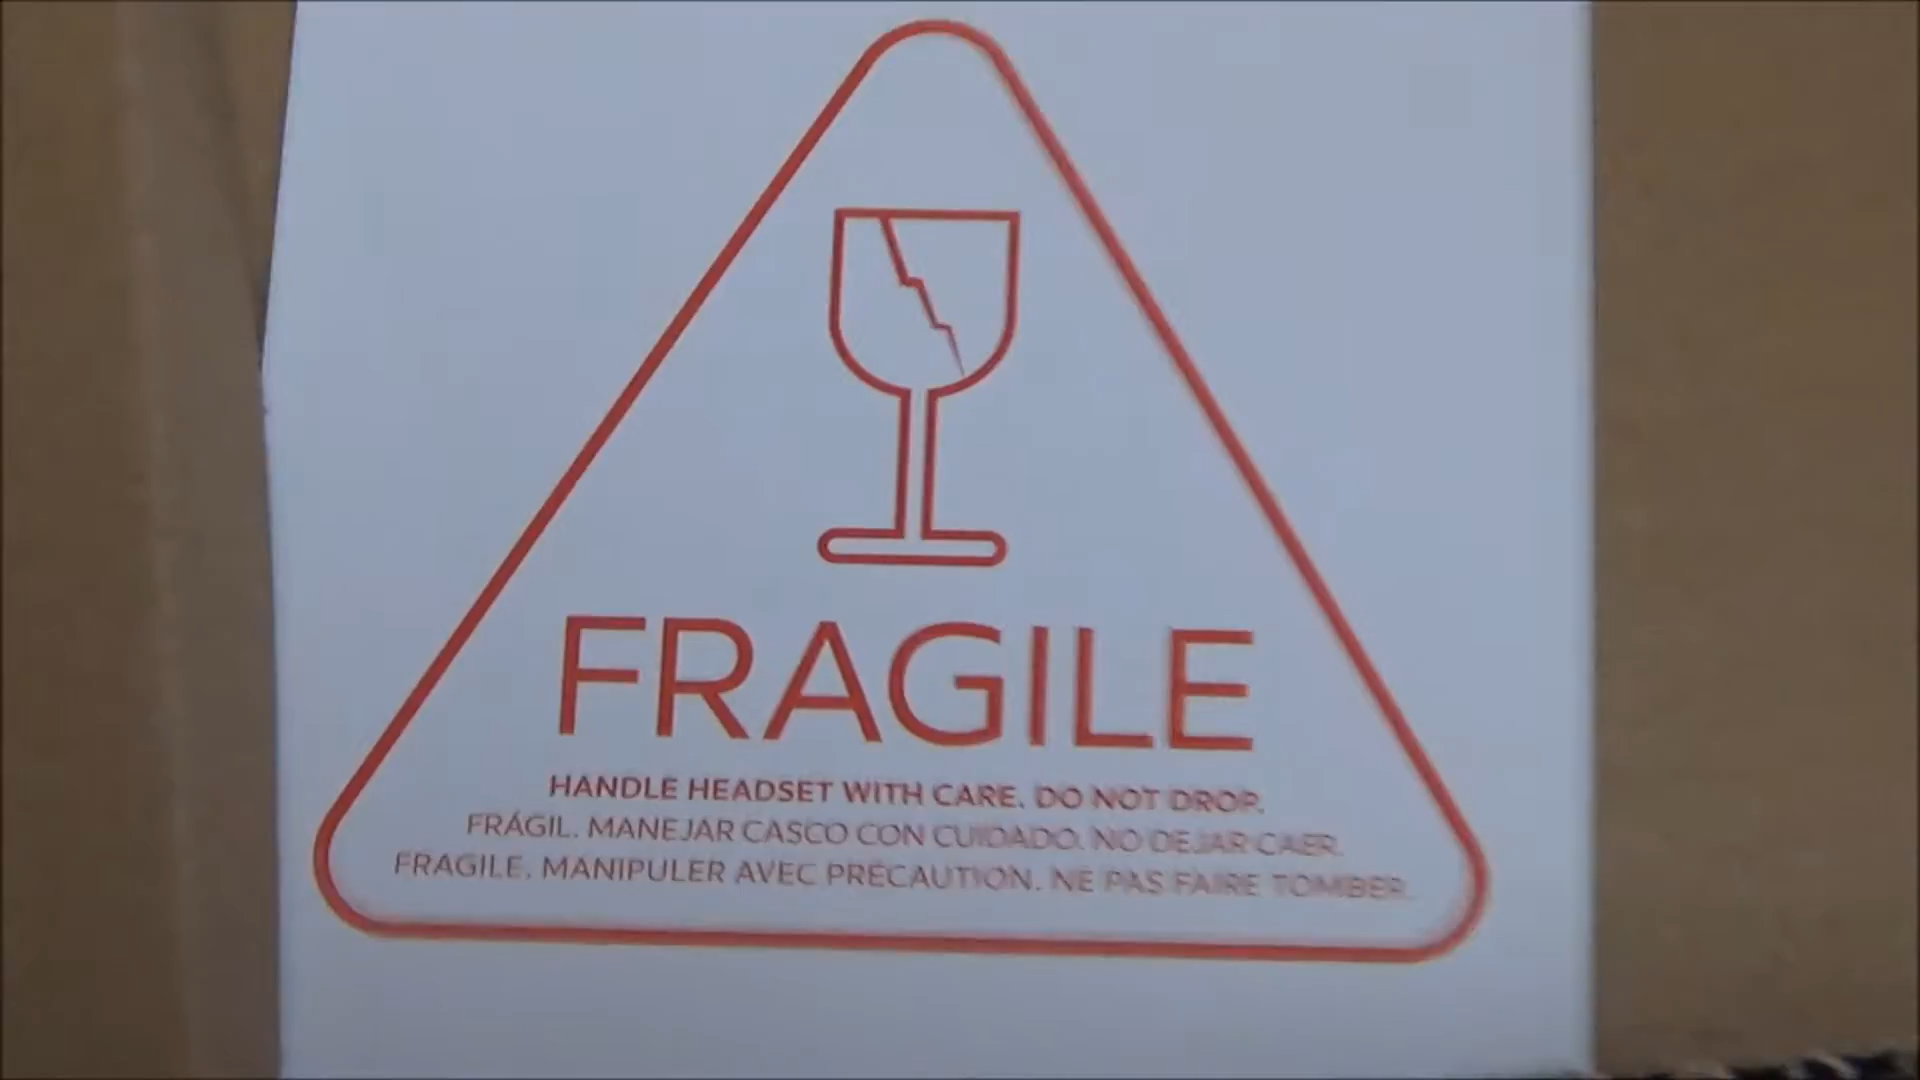 FRAGILE
HANDLE HEADSET WITH CARE. DO NOT DROP.
FRÁGIL. MANEJAR CASCO CON CUIDADO. NO DEJAR CAER.
FRAGILE. MANIPULER AVEC PRÉCAUTION. NE PAS FAIRE TOMBER.